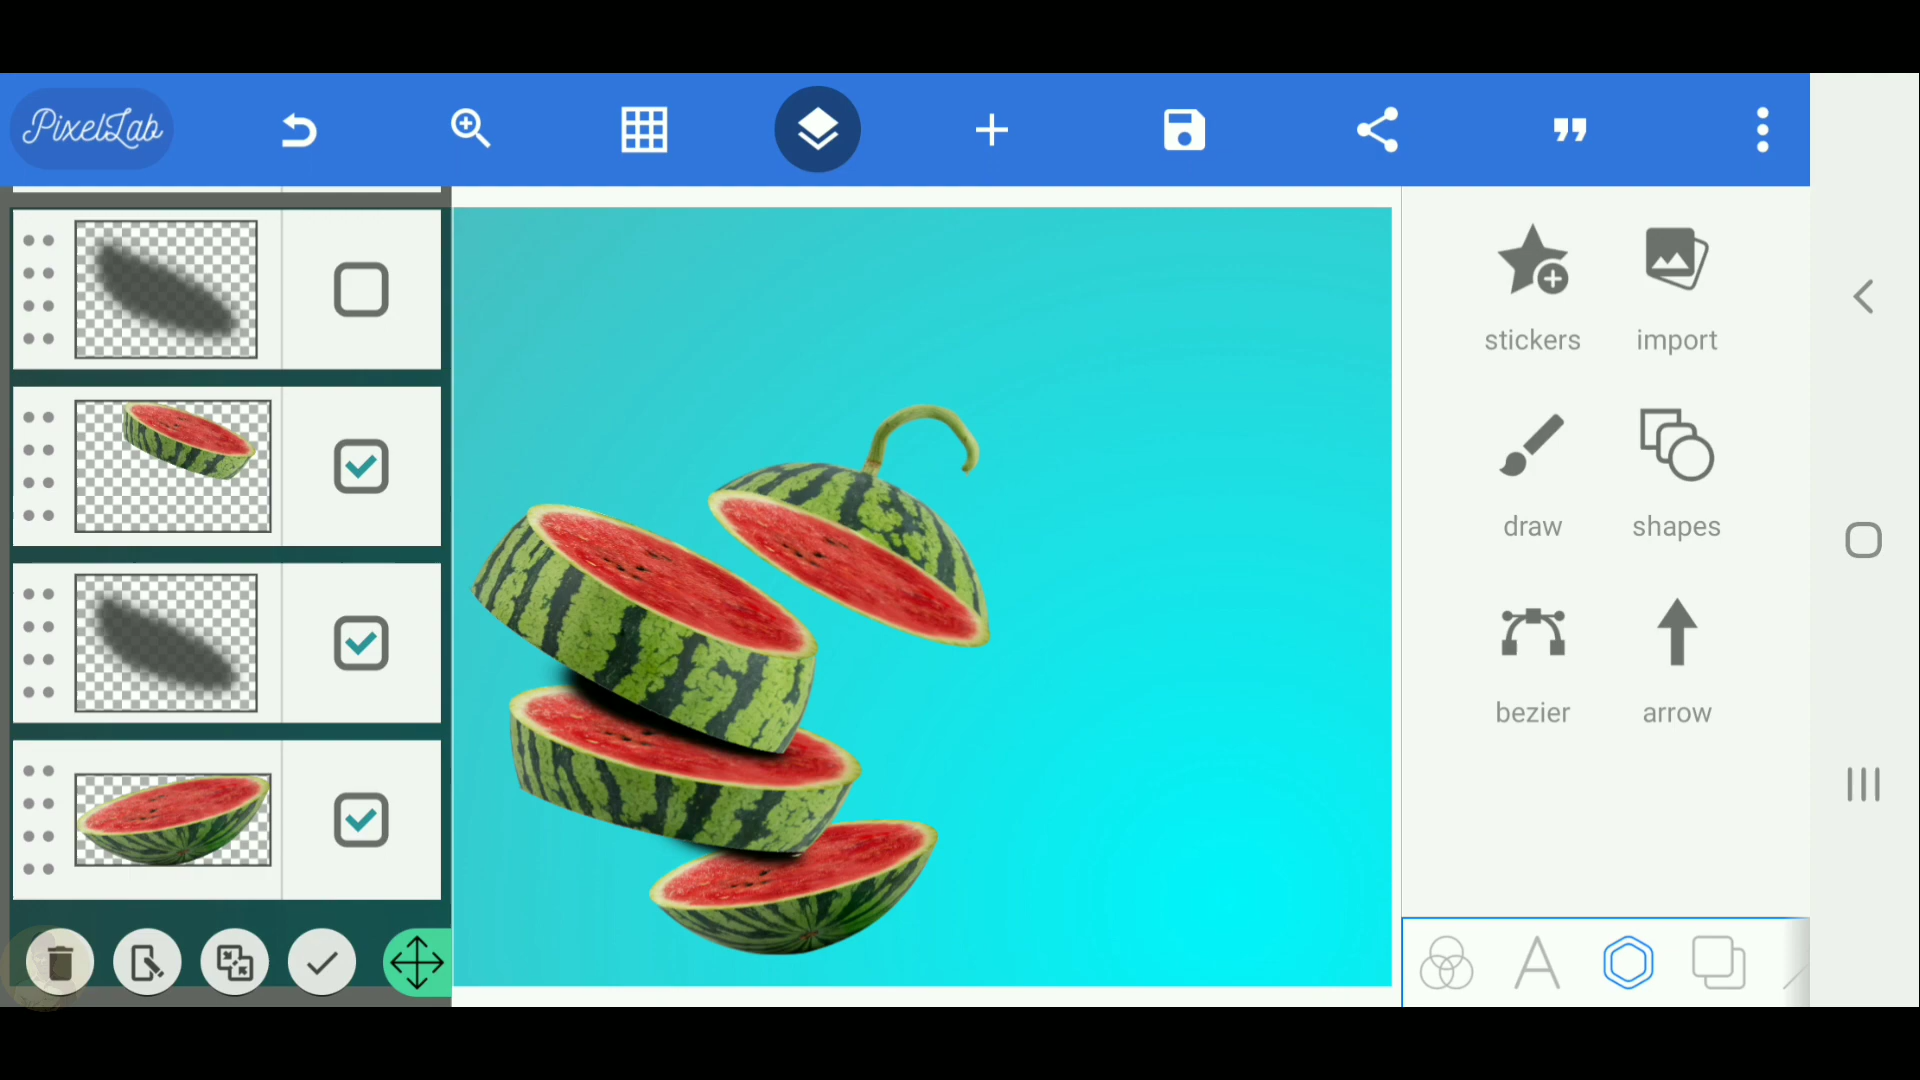 PixelLab
stickers
import
draw
shapes
bezier
arrow